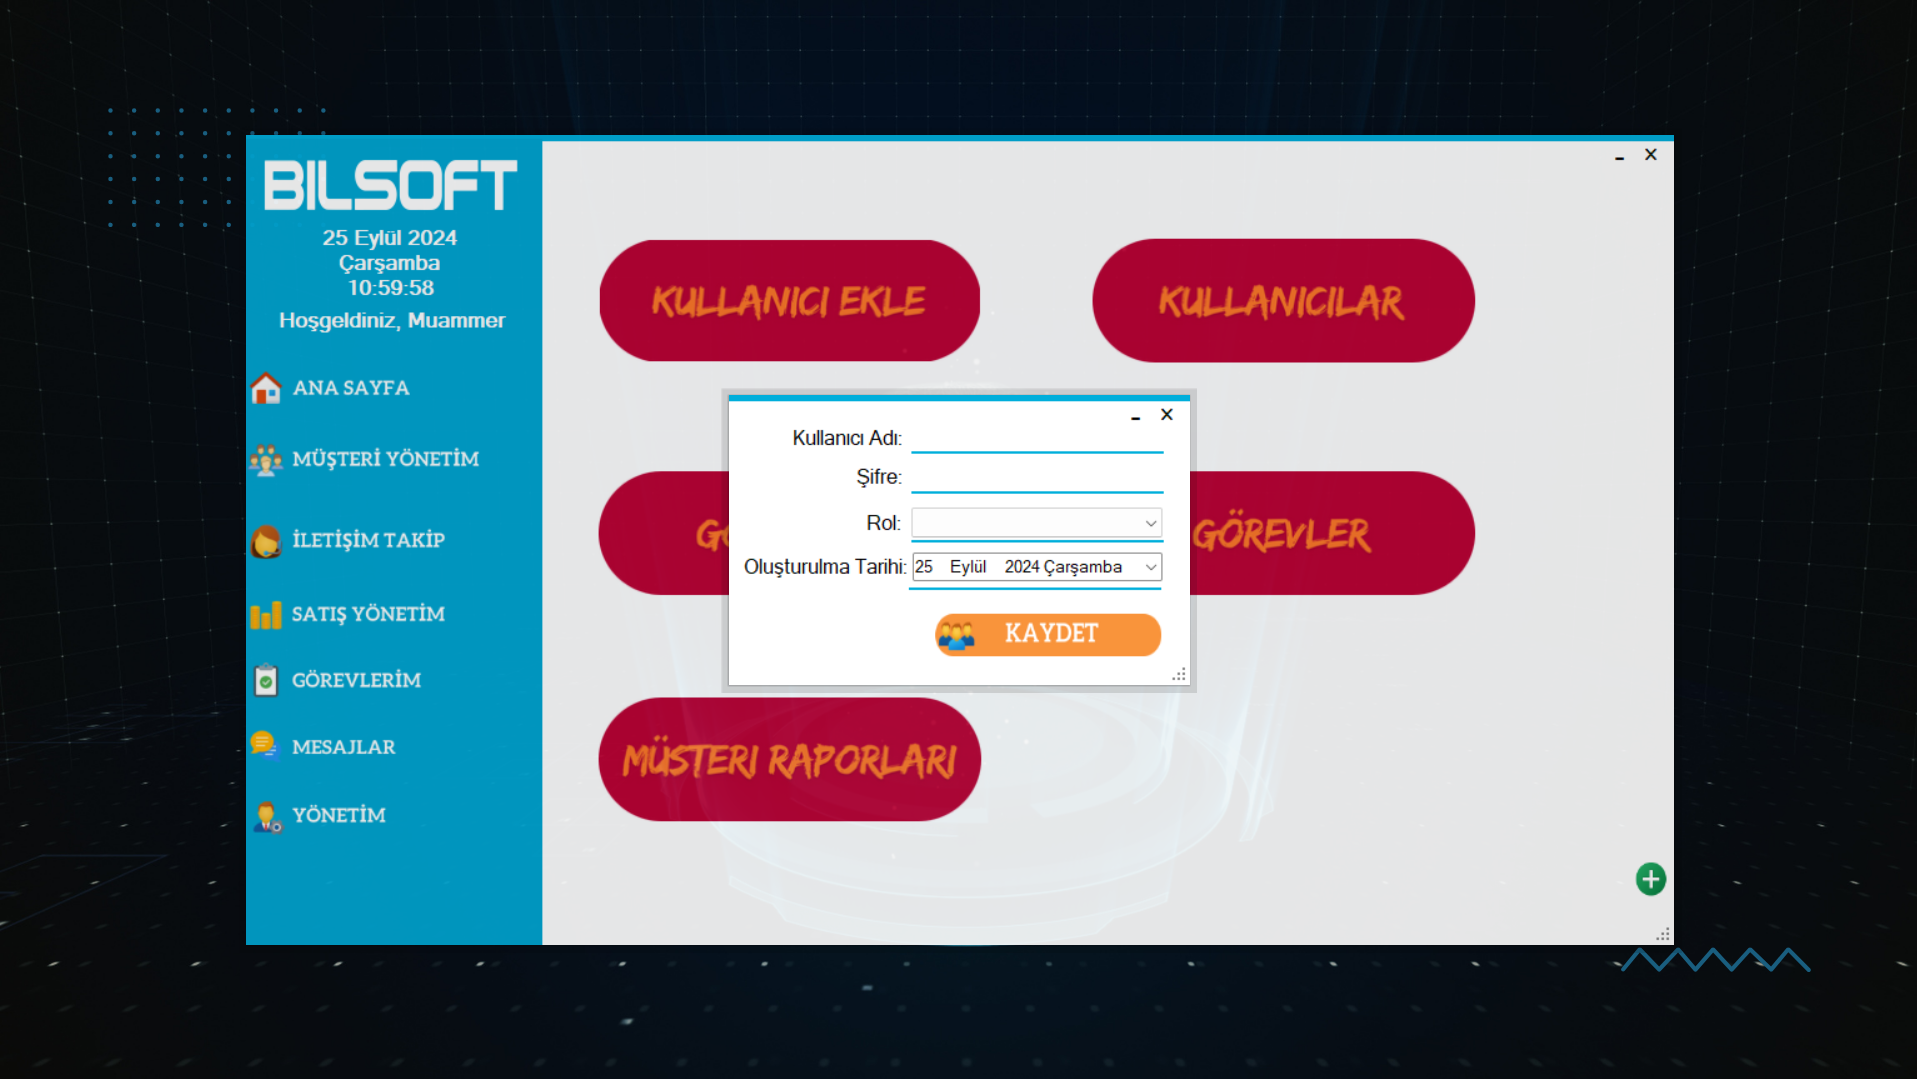 BILSOFT
25 Eylül 2024
Çarşamba
10:59:58
Hoşgeldiniz, Muammer
ANA SAYFA
MÜŞTERİ YÖNETİM
İLETİŞİM TAKİP
SATIŞ YÖNETİM
GÖREVLERİM
MESAJLAR
YÖNETİM
KULLANICI EKLE
KULLANICILAR
GÖREVLER
MÜSTERI RAPORLARI
Kullanıcı Adı:
Şifre:
Rol:
Oluşturulma Tarihi: 25 Eylül 2024 Çarşamba
KAYDET